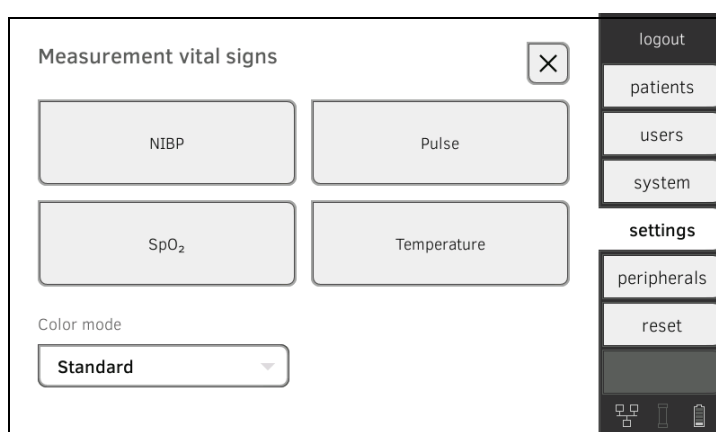 Measurement vital signs
NIBP
Pulse
SpO₂
Temperature
Color mode
Standard
logout
patients
users
system
settings
peripherals
reset